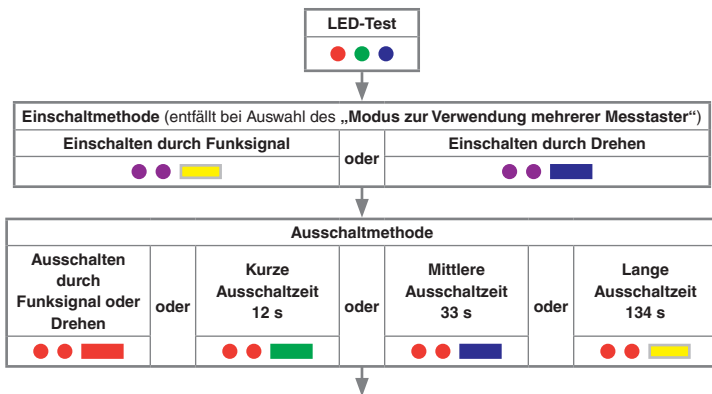 LED-Test
Einschaltmethode (entfällt bei Auswahl des „Modus zur Verwendung mehrerer Messtaster“)
Einschalten durch Funksignal
oder
Einschalten durch Drehen
Ausschaltmethode
Ausschalten
durch
Funksignal oder
Drehen
oder
Kurze
Ausschaltzeit
12 s
oder
Mittlere
Ausschaltzeit
33 s
oder
Lange
Ausschaltzeit
134 s